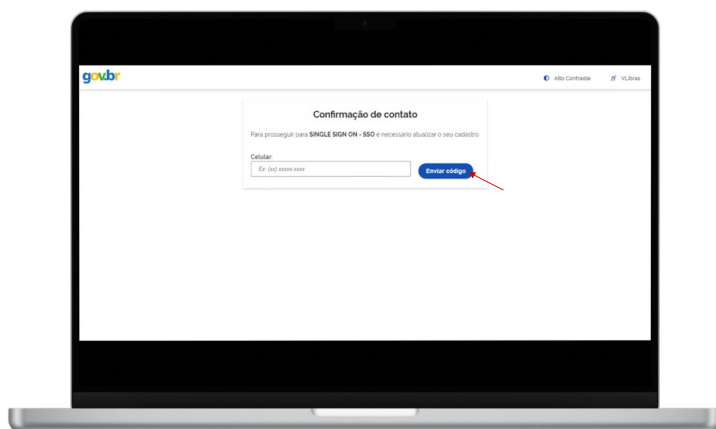 gov.br
Alto Contraste
VLibras
Confirmação de contato
Para prosseguir para SINGLE SIGN ON - SSO é necessário atualizar o seu cadastro
Celular:
Ex: (xx) xxxxx-xxxx
Enviar código